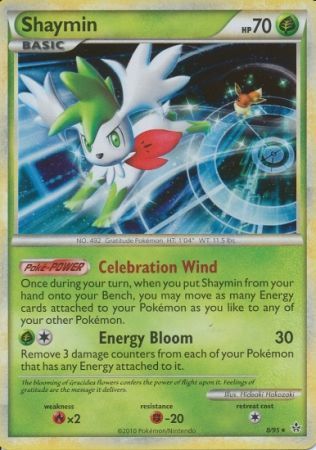 Shaymin HP 70
BASIC
NO. 492 Gratitude Pokémon. HT. 1'04" WT. 11.5 lbs.
Poké-POWER Celebration Wind
Once during your turn, when you put Shaymin from your
hand onto your Bench, you may move as many Energy
cards attached to your Pokémon as you like to any of
your other Pokémon.
Energy Bloom 30
Remove 3 damage counters from each of your Pokémon
that has any Energy attached to it.
The blooming of Gracidea flowers confers the power of flight upon it. Feelings of
gratitude are the message it delivers.
Illus. Hideaki Hakozaki
weakness resistance retreat cost
×2 -20
©2010 Pokémon/Nintendo 8/95 ★